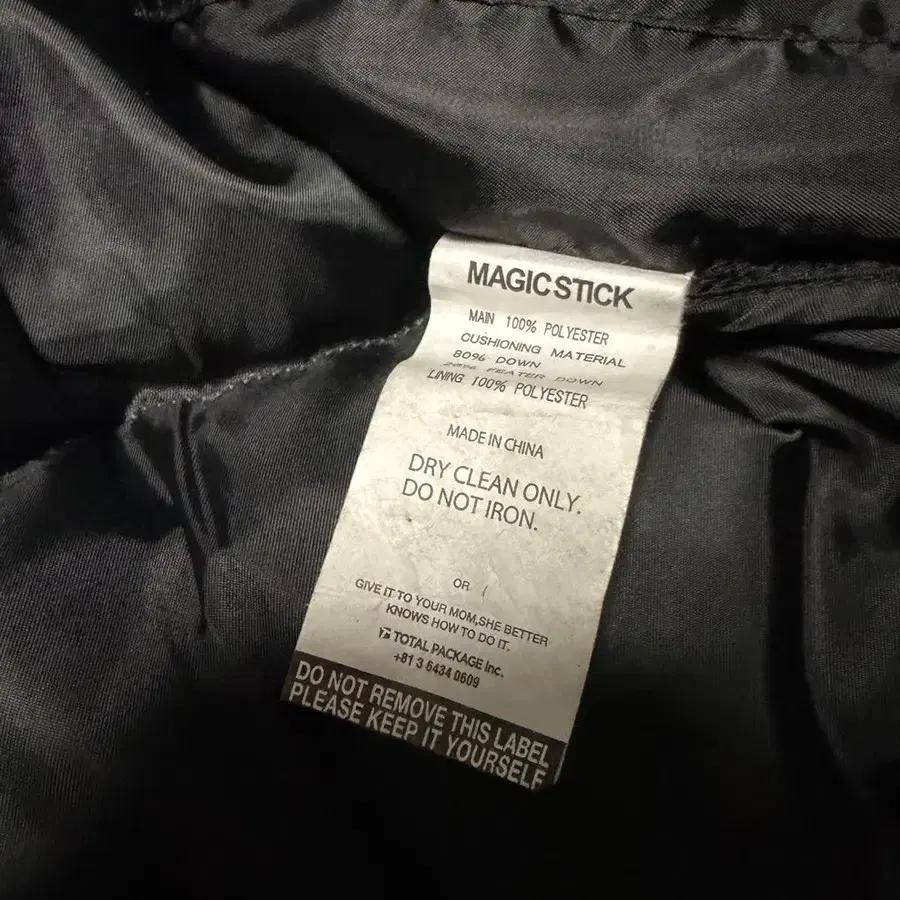 MAGIC STICK
MAIN 100% POLYESTER
CUSHIONING MATERIAL
80% DOWN
20% FEATER DOWN
LINING 100% POLYESTER
MADE IN CHINA
DRY CLEAN ONLY.
DO NOT IRON.
OR
GIVE IT TO YOUR MOM,SHE BETTER
KNOWS HOW TO DO IT.
TOTAL PACKAGE Inc.
+81 3 6434 0609
DO NOT REMOVE THIS LABEL
PLEASE KEEP IT YOURSELF